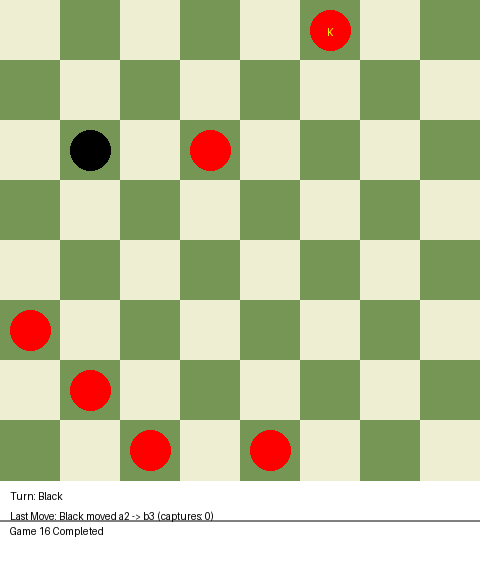 K
Turn: Black
Last Move: Black moved a2 -> b3 (captures: 0)
Game 16 Completed